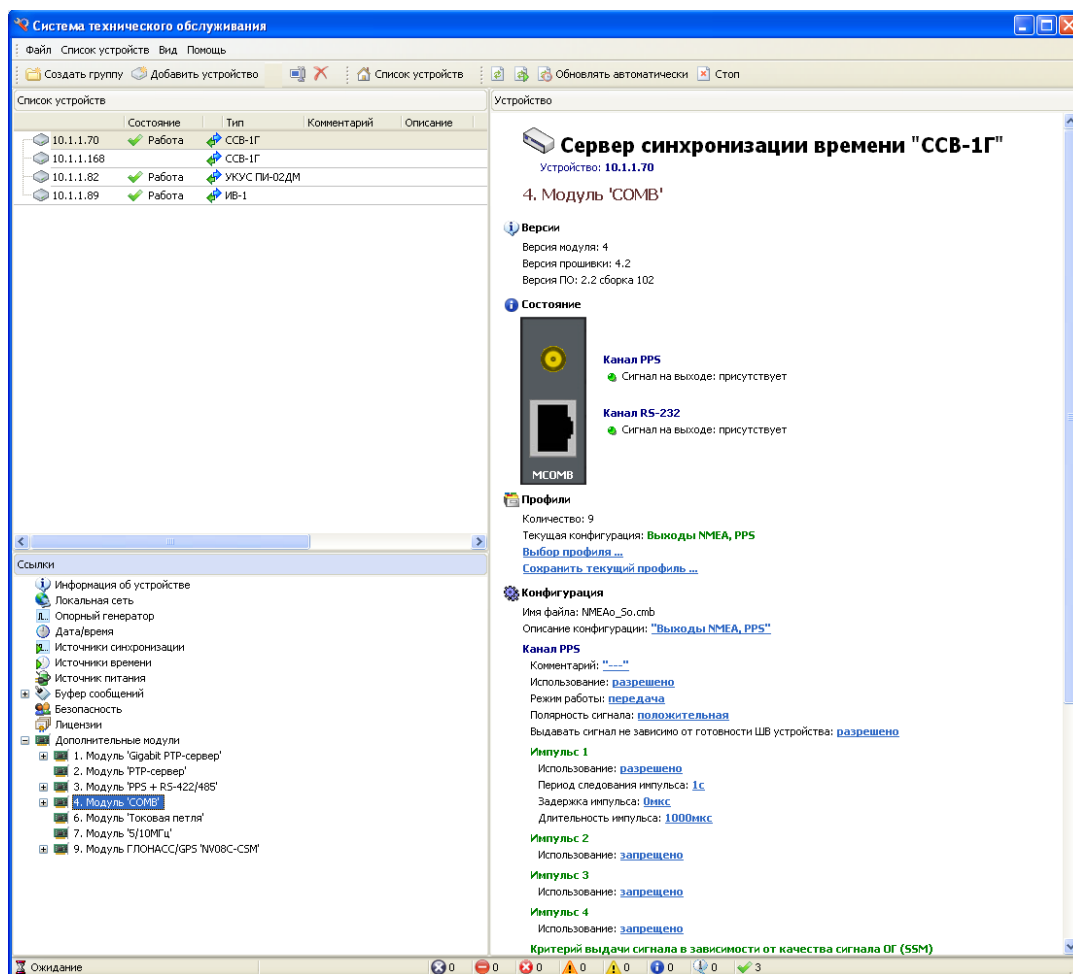 Система технического обслуживания
Файл Список устройств Вид Помощь
Создать группу Добавить устройство Список устройств Обновлять автоматически Стоп
Список устройств
Состояние Тип Комментарий Описание
10.1.1.70 Работа ССВ-1Г
10.1.1.168 ССВ-1Г
10.1.1.82 Работа УКУС ПИ-02ДМ
10.1.1.89 Работа ИВ-1
Ссылки
Информация об устройстве
Локальная сеть
Опорный генератор
Дата/время
Источники синхронизации
Источники времени
Источник питания
Буфер сообщений
Безопасность
Лицензии
Дополнительные модули
1. Модуль 'Gigabit PTP-сервер'
2. Модуль 'PTP-сервер'
3. Модуль 'PPS + RS-422/485'
4. Модуль 'COMB'
6. Модуль 'Токовая петля'
7. Модуль '5/10МГц'
9. Модуль ГЛОНАСС/GPS 'NV08C-CSM'
Устройство
Сервер синхронизации времени "ССВ-1Г"
Устройство: 10.1.1.70
4. Модуль 'COMB'
Версии
Версия модуля: 4
Версия прошивки: 4.2
Версия ПО: 2.2 сборка 102
Состояние
Канал PPS
Сигнал на выходе: присутствует
Канал RS-232
Сигнал на выходе: присутствует
MCOMB
Профили
Количество: 9
Текущая конфигурация: Выходы NMEA, PPS
Выбор профиля ...
Сохранить текущий профиль ...
Конфигурация
Имя файла: NMEAo_So.cmb
Описание конфигурации: "Выходы NMEA, PPS"
Канал PPS
Комментарий: "---"
Использование: разрешено
Режим работы: передача
Полярность сигнала: положительная
Выдавать сигнал не зависимо от готовности ШВ устройства: разрешено
Импульс 1
Использование: разрешено
Период следования импульса: 1с
Задержка импульса: 0мкс
Длительность импульса: 1000мкс
Импульс 2
Использование: запрещено
Импульс 3
Использование: запрещено
Импульс 4
Использование: запрещено
Критерий выдачи сигнала в зависимости от качества сигнала ОГ (SSM)
Ожидание 0 0 0 0 0 0 0 3